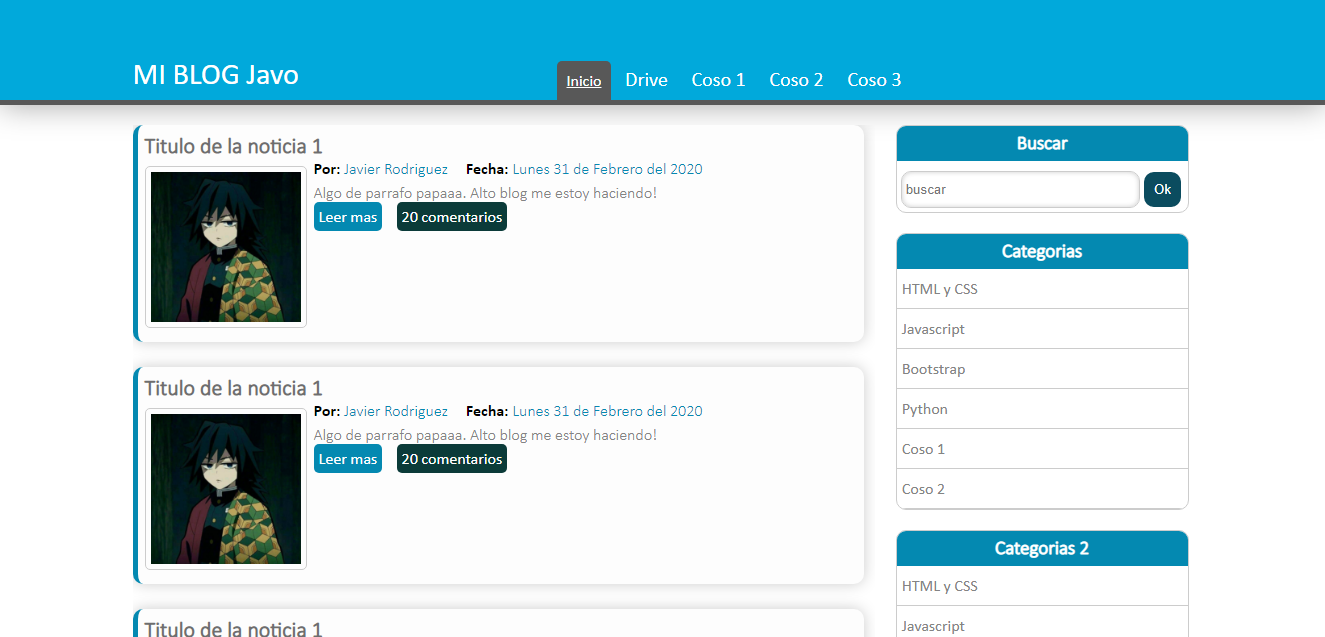 MI BLOG Javo
Inicio Drive Coso 1 Coso 2 Coso 3
Titulo de la noticia 1
Por: Javier Rodriguez Fecha: Lunes 31 de Febrero del 2020
Algo de parrafo papaaa. Alto blog me estoy haciendo!
Leer mas 20 comentarios
Titulo de la noticia 1
Por: Javier Rodriguez Fecha: Lunes 31 de Febrero del 2020
Algo de parrafo papaaa. Alto blog me estoy haciendo!
Leer mas 20 comentarios
Titulo de la noticia 1
Buscar
buscar Ok
Categorias
HTML y CSS
Javascript
Bootstrap
Python
Coso 1
Coso 2
Categorias 2
HTML y CSS
Javascript